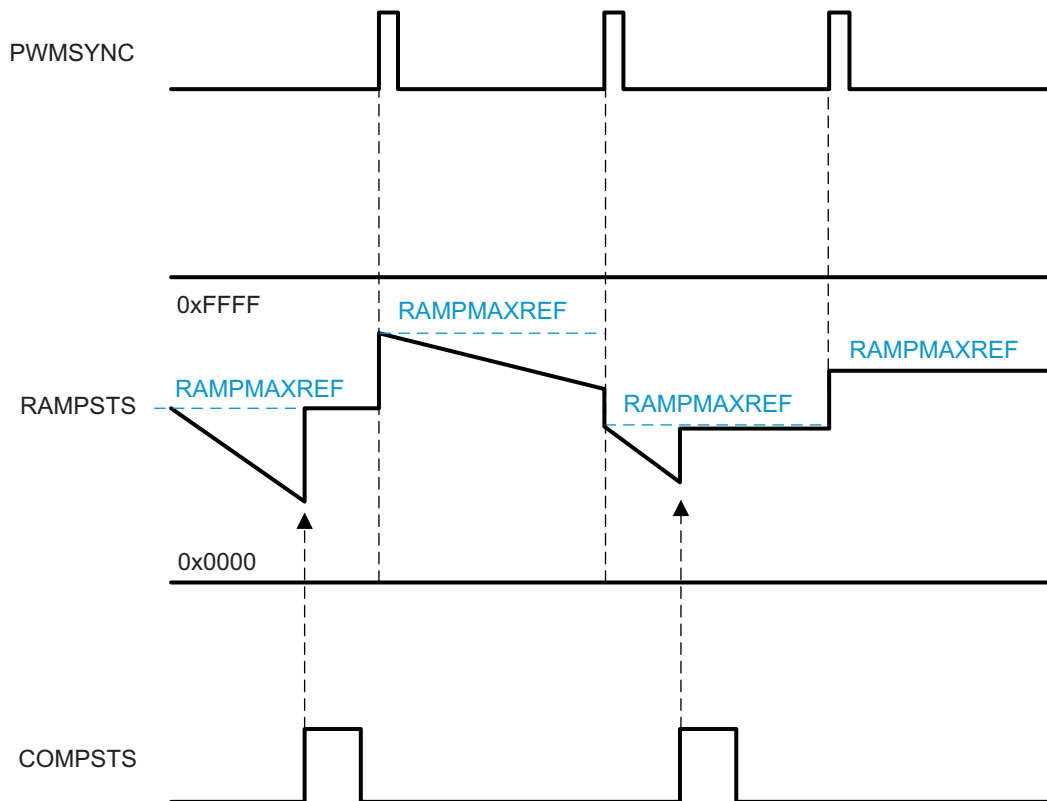 PWMSYNC
0xFFFF
RAMPMAXREF
RAMPMAXREF
RAMPMAXREF
RAMPSTS
RAMPMAXREF
0x0000
COMPSTS